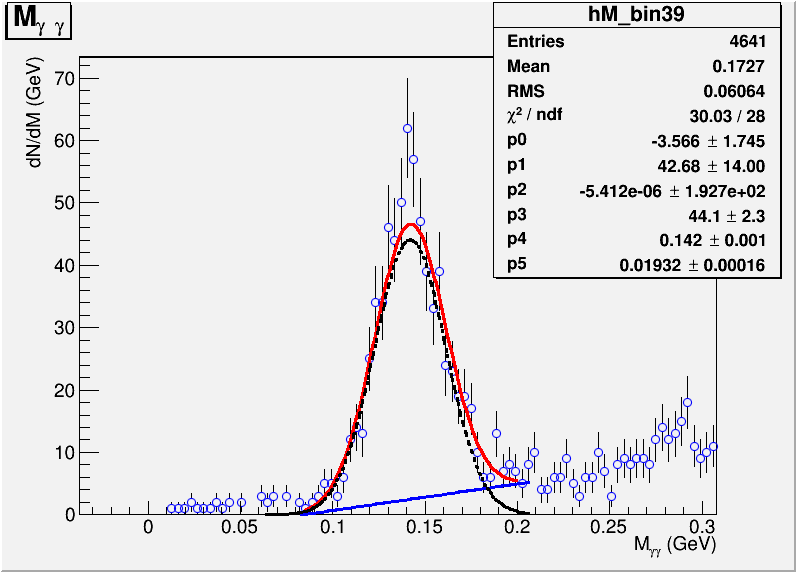 M_γ γ
hM_bin39
Entries 4641
Mean 0.1727
RMS 0.06064
χ² / ndf 30.03 / 28
p0 -3.566 ± 1.745
p1 42.68 ± 14.00
p2 -5.412e-06 ± 1.927e+02
p3 44.1 ± 2.3
p4 0.142 ± 0.001
p5 0.01932 ± 0.00016
dN/dM (GeV)
70
60
50
40
30
20
10
0
0 0.05 0.1 0.15 0.2 0.25 0.3
M_γγ (GeV)